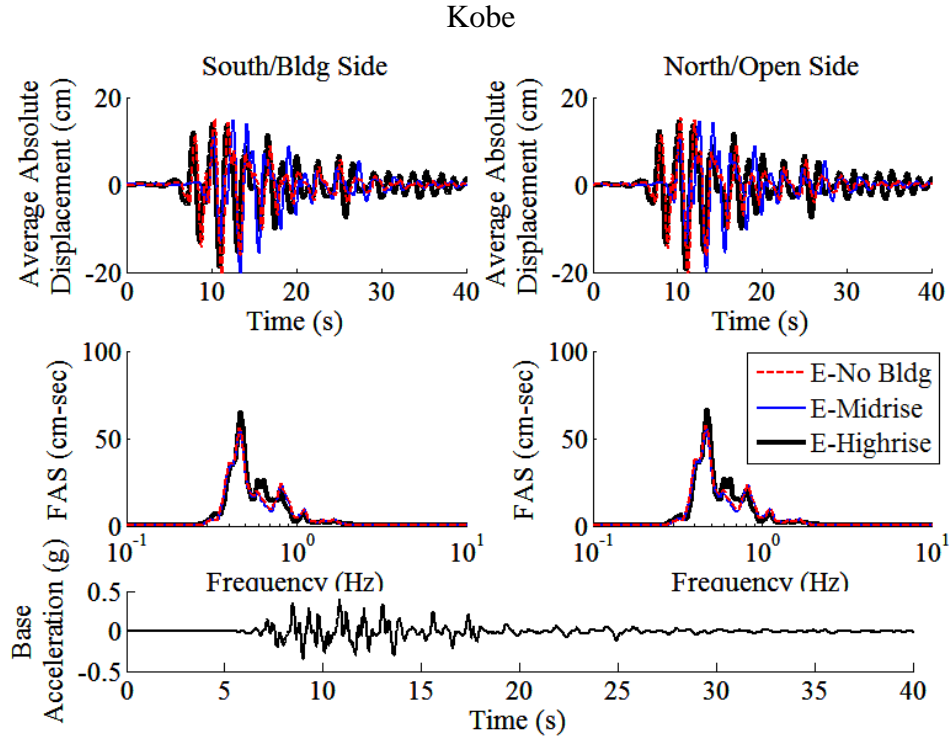 Kobe
South/Bldg Side
North/Open Side
Average Absolute
Displacement (cm)
20
0
-20
0 10 20 30 40
Time (s)
Average Absolute
Displacement (cm)
20
0
-20
0 10 20 30 40
Time (s)
FAS (cm-sec)
100
50
0
10^-1 10^0 10^1
Frequency (Hz)
FAS (cm-sec)
100
50
0
10^-1 10^0 10^1
Frequency (Hz)
E-No Bldg
E-Midrise
E-Highrise
Base
Acceleration (g)
0.5
0
-0.5
0 5 10 15 20 25 30 35 40
Time (s)